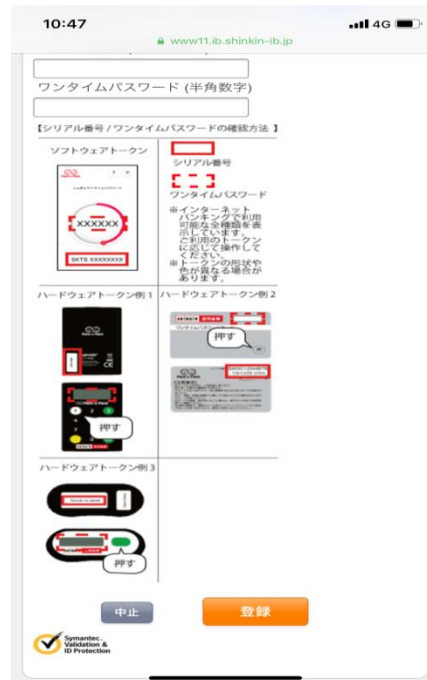 10:47
4G
www11.ib.shinkin-ib.jp
ワンタイムパスワード (半角数字)
【シリアル番号 / ワンタイムパスワードの確認方法 】
ソフトウェアトークン
XXXXXX
SKTS XXXXXXXX
シリアル番号
ワンタイムパスワード
※インターネット
バンキングで利用
可能な全種類を表
示しています。
ご利用のトークン
に応じて操作して
ください。
※トークンの形状や
色が異なる場合が
あります。
ハードウェアトークン例 1
押す
ハードウェアトークン例 2
押す
ハードウェアトークン例 3
押す
中止
登録
Symantec.
Validation &
ID Protection